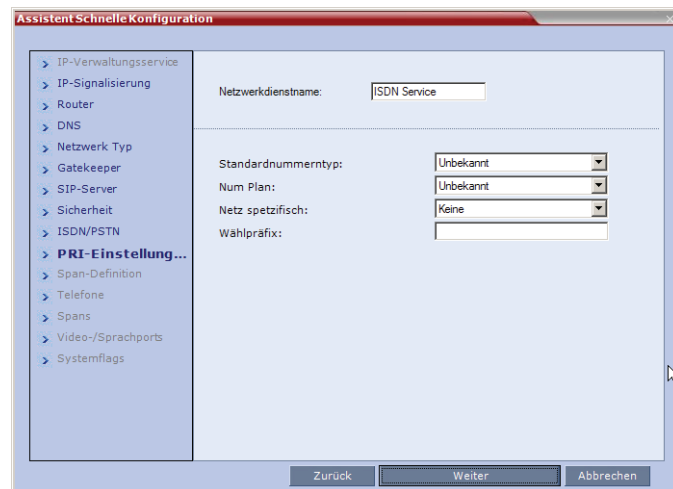 Assistent Schnelle Konfiguration
IP-Verwaltungsservice
IP-Signalisierung
Router
DNS
Netzwerk Typ
Gatekeeper
SIP-Server
Sicherheit
ISDN/PSTN
PRI-Einstellung...
Span-Definition
Telefone
Spans
Video-/Sprachports
Systemflags
Netzwerkdienstname: ISDN Service
Standardnummerntyp: Unbekannt
Num Plan: Unbekannt
Netz spetzifisch: Keine
Wählpräfix:
Zurück Weiter Abbrechen